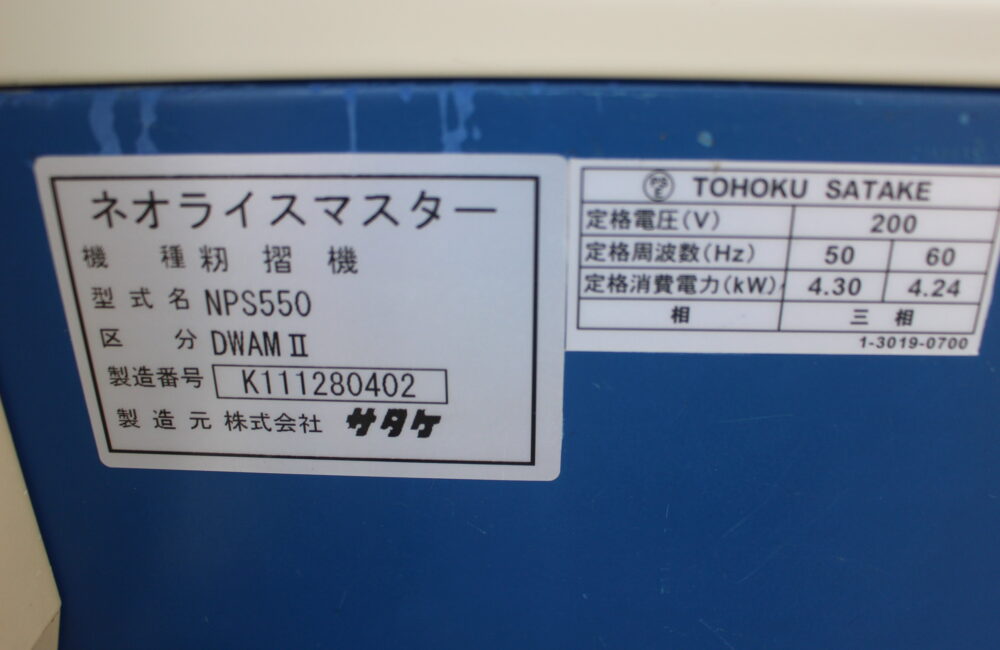 ネオライスマスター
機 種 籾 摺 機
型式名 NPS550
区 分 DWAMⅡ
製造番号 K111280402
製造元 株式会社 サタケ
PS E TOHOKU SATAKE
定格電圧(V) 200
定格周波数(Hz) 50 60
定格消費電力(kW) 4.30 4.24
相 三 相
1-3019-0700